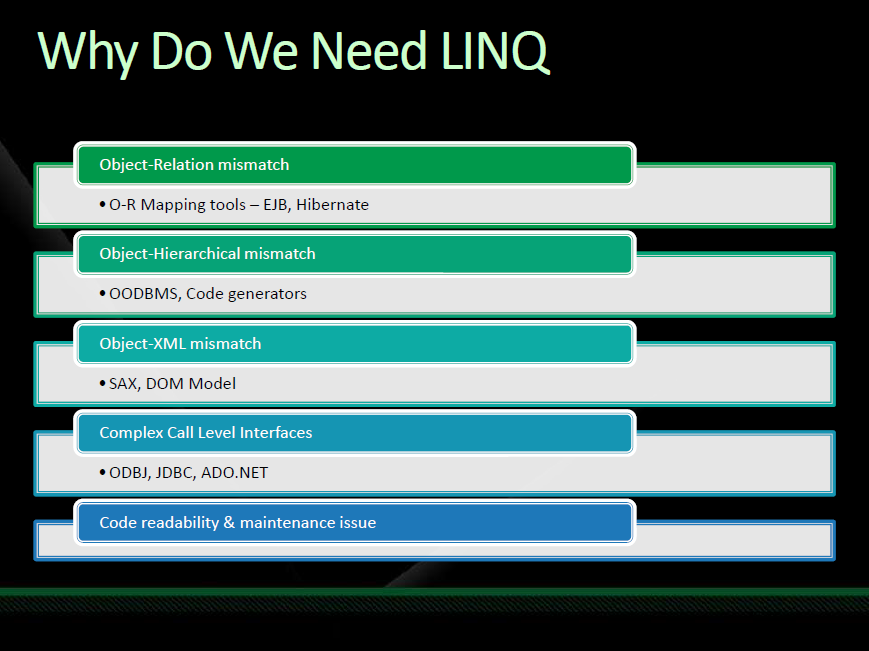 Why Do We Need LINQ
Object-Relation mismatch
• O-R Mapping tools – EJB, Hibernate
Object-Hierarchical mismatch
• OODBMS, Code generators
Object-XML mismatch
• SAX, DOM Model
Complex Call Level Interfaces
• ODBJ, JDBC, ADO.NET
Code readability & maintenance issue